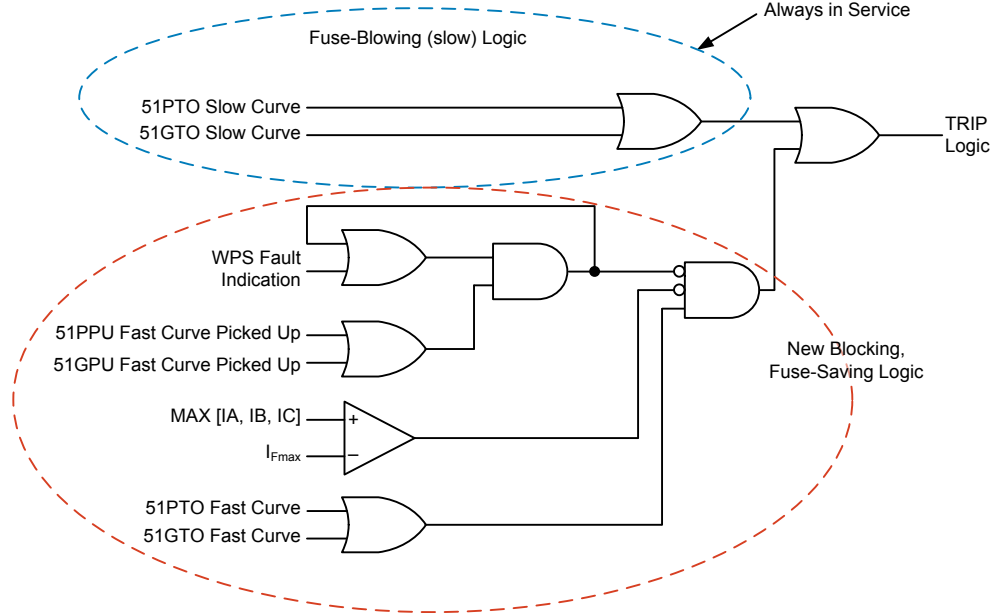 Always in Service
Fuse-Blowing (slow) Logic
51PTO Slow Curve
51GTO Slow Curve
TRIP
Logic
WPS Fault
Indication
51PPU Fast Curve Picked Up
51GPU Fast Curve Picked Up
New Blocking,
Fuse-Saving Logic
MAX [IA, IB, IC]
+
IFmax
–
51PTO Fast Curve
51GTO Fast Curve